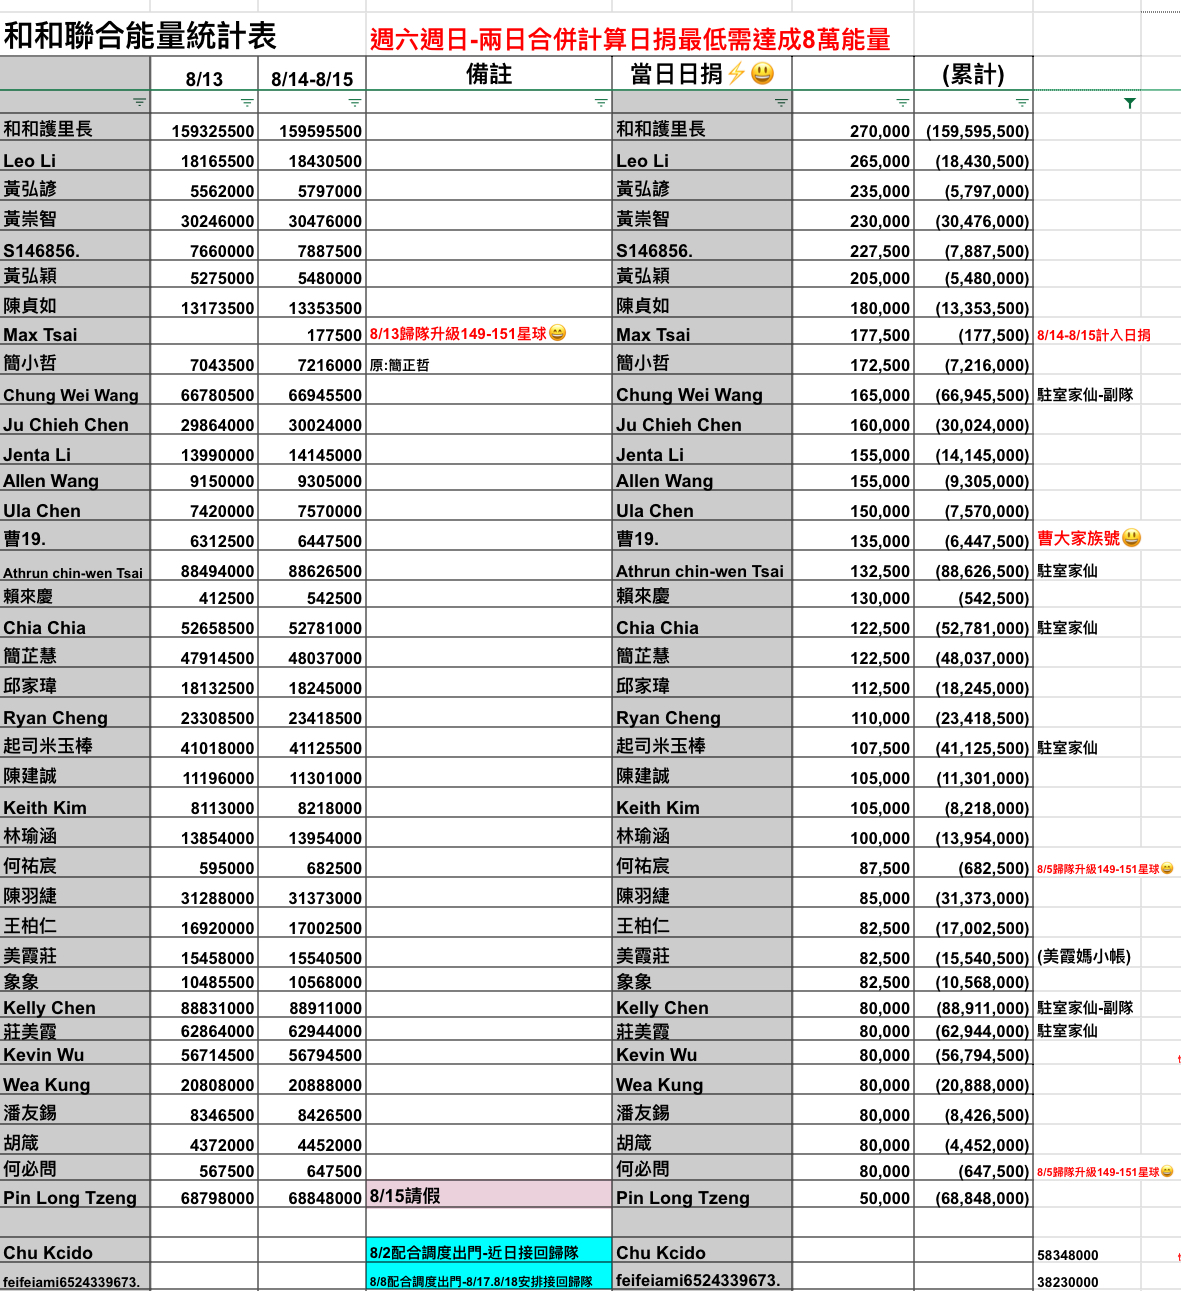 和和聯合能量統計表 週六週日-兩日合併計算日捐最低需達成8萬能量
8/13 8/14-8/15 備註 當日日捐⚡😃 (累計)
和和護里長 159325500 159595500 和和護里長 270,000 (159,595,500)
Leo Li 18165500 18430500 Leo Li 265,000 (18,430,500)
黃弘諺 5562000 5797000 黃弘諺 235,000 (5,797,000)
黃崇智 30246000 30476000 黃崇智 230,000 (30,476,000)
S146856. 7660000 7887500 S146856. 227,500 (7,887,500)
黃弘穎 5275000 5480000 黃弘穎 205,000 (5,480,000)
陳貞如 13173500 13353500 陳貞如 180,000 (13,353,500)
Max Tsai 177500 8/13歸隊升級149-151星球😄 Max Tsai 177,500 (177,500) 8/14-8/15計入日捐
簡小哲 7043500 7216000 原:簡正哲 簡小哲 172,500 (7,216,000)
Chung Wei Wang 66780500 66945500 Chung Wei Wang 165,000 (66,945,500) 駐室家仙-副隊
Ju Chieh Chen 29864000 30024000 Ju Chieh Chen 160,000 (30,024,000)
Jenta Li 13990000 14145000 Jenta Li 155,000 (14,145,000)
Allen Wang 9150000 9305000 Allen Wang 155,000 (9,305,000)
Ula Chen 7420000 7570000 Ula Chen 150,000 (7,570,000)
曹19. 6312500 6447500 曹19. 135,000 (6,447,500) 曹大家族號😃
Athrun chin-wen Tsai 88494000 88626500 Athrun chin-wen Tsai 132,500 (88,626,500) 駐室家仙
賴來慶 412500 542500 賴來慶 130,000 (542,500)
Chia Chia 52658500 52781000 Chia Chia 122,500 (52,781,000) 駐室家仙
簡芷慧 47914500 48037000 簡芷慧 122,500 (48,037,000)
邱家瑋 18132500 18245000 邱家瑋 112,500 (18,245,000)
Ryan Cheng 23308500 23418500 Ryan Cheng 110,000 (23,418,500)
起司米玉棒 41018000 41125500 起司米玉棒 107,500 (41,125,500) 駐室家仙
陳建誠 11196000 11301000 陳建誠 105,000 (11,301,000)
Keith Kim 8113000 8218000 Keith Kim 105,000 (8,218,000)
林瑜涵 13854000 13954000 林瑜涵 100,000 (13,954,000)
何祐宸 595000 682500 何祐宸 87,500 (682,500) 8/5歸隊升級149-151星球😄
陳羽緁 31288000 31373000 陳羽緁 85,000 (31,373,000)
王柏仁 16920000 17002500 王柏仁 82,500 (17,002,500)
美霞莊 15458000 15540500 美霞莊 82,500 (15,540,500) (美霞媽小帳)
象象 10485500 10568000 象象 82,500 (10,568,000)
Kelly Chen 88831000 88911000 Kelly Chen 80,000 (88,911,000) 駐室家仙-副隊
莊美霞 62864000 62944000 莊美霞 80,000 (62,944,000) 駐室家仙
Kevin Wu 56714500 56794500 Kevin Wu 80,000 (56,794,500)
Wea Kung 20808000 20888000 Wea Kung 80,000 (20,888,000)
潘友錫 8346500 8426500 潘友錫 80,000 (8,426,500)
胡箴 4372000 4452000 胡箴 80,000 (4,452,000)
何必問 567500 647500 何必問 80,000 (647,500) 8/5歸隊升級149-151星球😄
Pin Long Tzeng 68798000 68848000 8/15請假 Pin Long Tzeng 50,000 (68,848,000)
Chu Kcido 8/2配合調度出門-近日接回歸隊 Chu Kcido 58348000
feifeiami6524339673. 8/8配合調度出門-8/17.8/18安排接回歸隊 feifeiami6524339673. 38230000